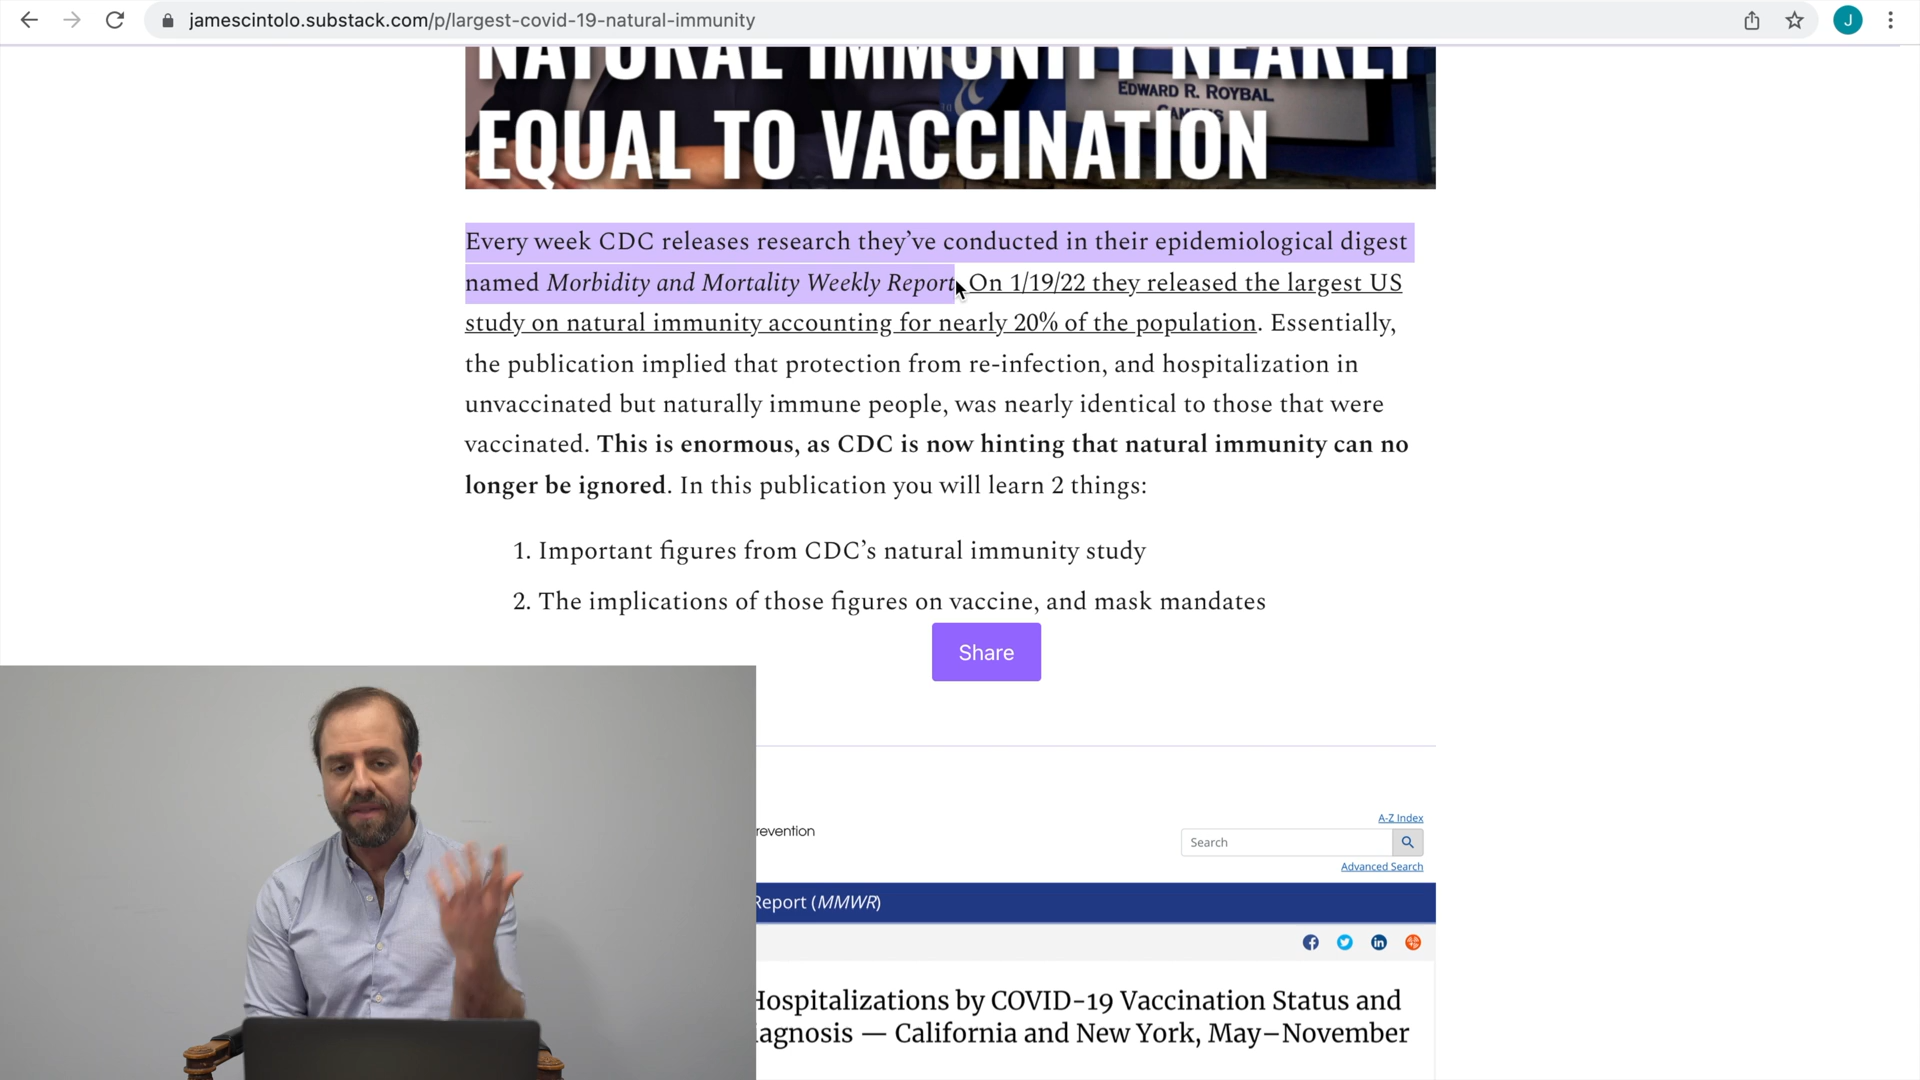 jamescintolo.substack.com/p/largest-covid-19-natural-immunity
J
NATURAL IMMUNITY NEARLY
EDWARD R. ROYBAL
CAMPUS
EQUAL TO VACCINATION
Every week CDC releases research they’ve conducted in their epidemiological digest
named Morbidity and Mortality Weekly Report. On 1/19/22 they released the largest US
study on natural immunity accounting for nearly 20% of the population. Essentially,
the publication implied that protection from re-infection, and hospitalization in
unvaccinated but naturally immune people, was nearly identical to those that were
vaccinated. This is enormous, as CDC is now hinting that natural immunity can no
longer be ignored. In this publication you will learn 2 things:
1. Important figures from CDC’s natural immunity study
2. The implications of those figures on vaccine, and mask mandates
Share
A-Z Index
revention
Search
Advanced Search
Report (MMWR)
Hospitalizations by COVID-19 Vaccination Status and
iagnosis — California and New York, May–November